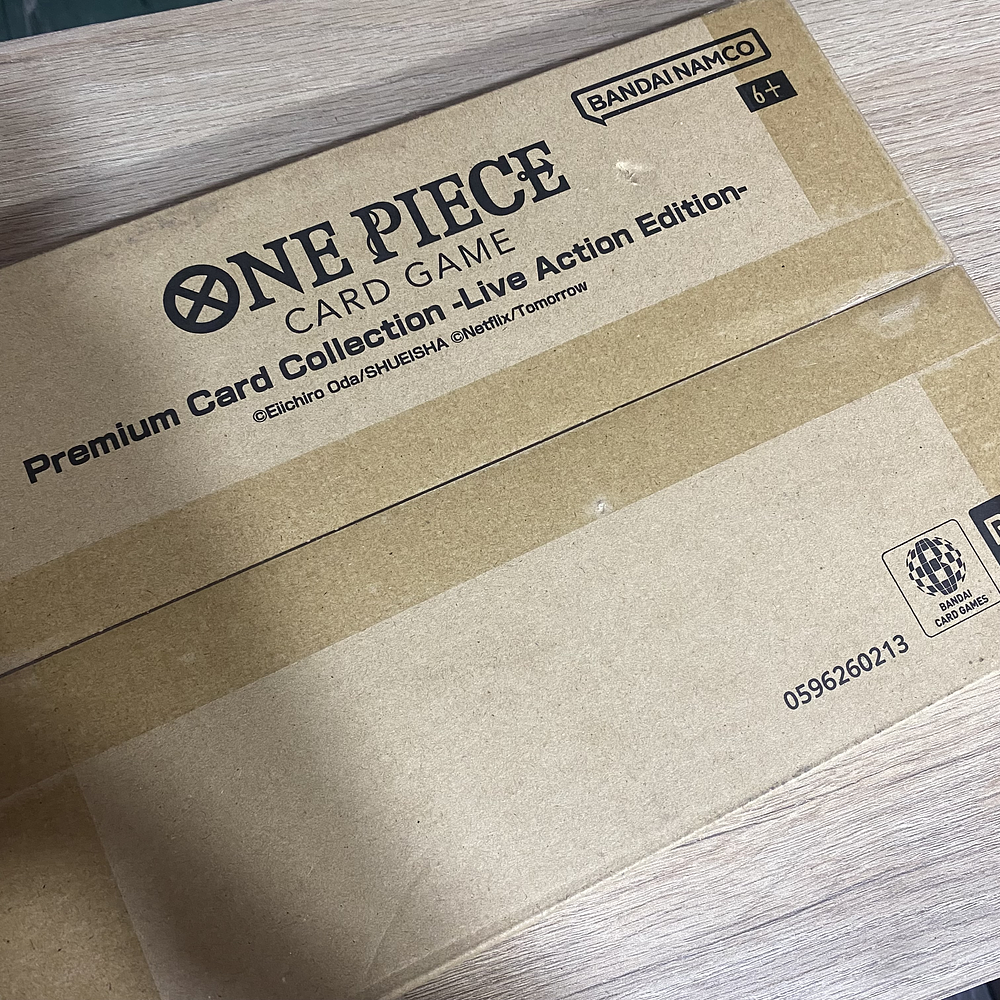 BANDAI NAMCO
6+
ONE PIECE
CARD GAME
Premium Card Collection -Live Action Edition-
©Eiichiro Oda/SHUEISHA ©Netflix/Tomorrow
BANDAI
CARD GAMES
0596260213